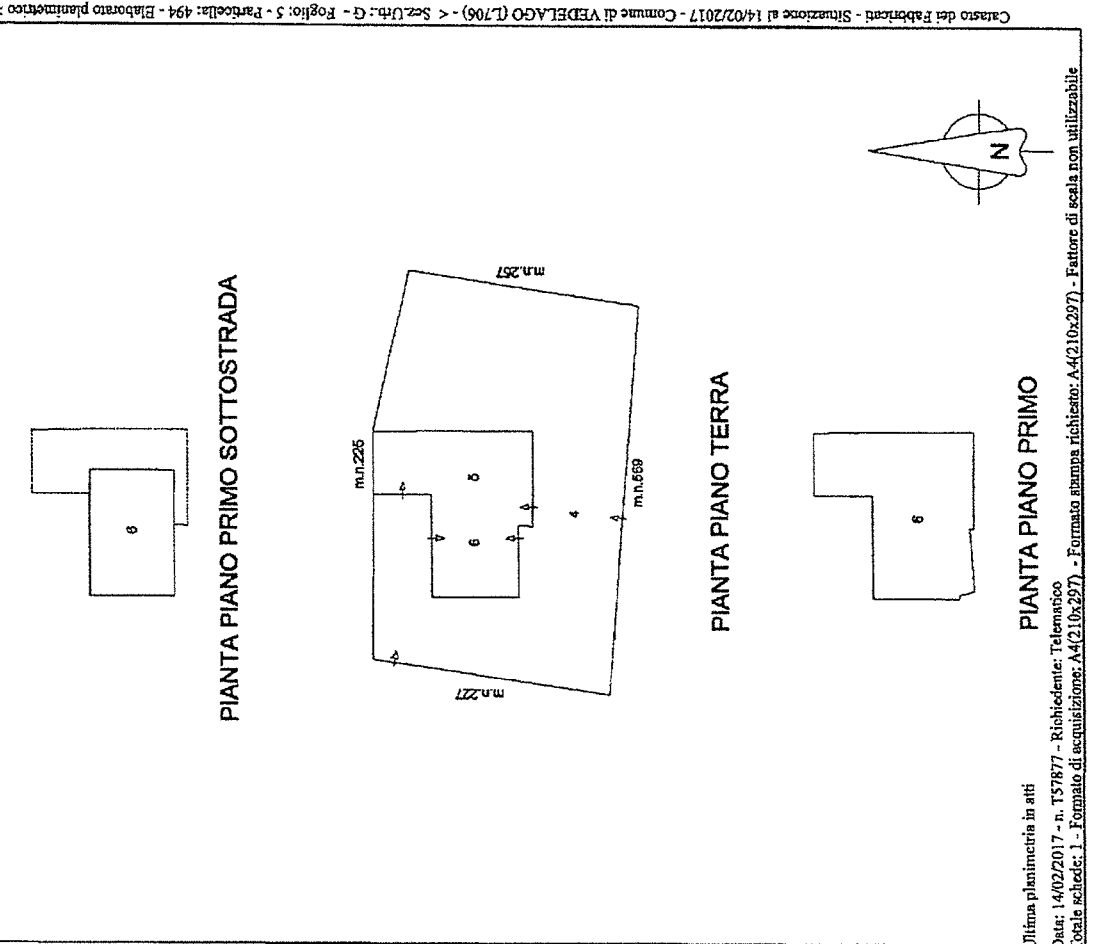 Catasto dei Fabbricati - Situazione al 14/02/2017 - Comune di VEDELAGO (L706) - < Sez.Urb.: G - Foglio: 5 - Particella: 494 - Elaborato planimetrico
6
PIANTA PIANO PRIMO SOTTOSTRADA
m.n.225
m.n.257
5
6
4
m.n.227
m.n.569
PIANTA PIANO TERRA
6
PIANTA PIANO PRIMO
N
Ultima planimetria in atti
Data: 14/02/2017 - n. T57877 - Richiedente: Telematico
Totale schede: 1 - Formato di acquisizione: A4(210x297) - Formato stampa richiesto: A4(210x297) - Fattore di scala non utilizzabile